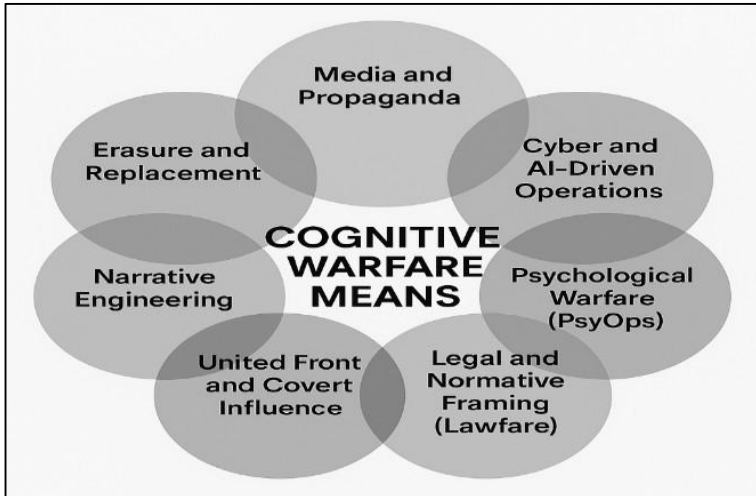 Media and
Propaganda
Cyber and
AI-Driven
Operations
Psychological
Warfare
(PsyOps)
Legal and
Normative
Framing
(Lawfare)
United Front
and Covert
Influence
Narrative
Engineering
Erasure and
Replacement
COGNITIVE
WARFARE
MEANS